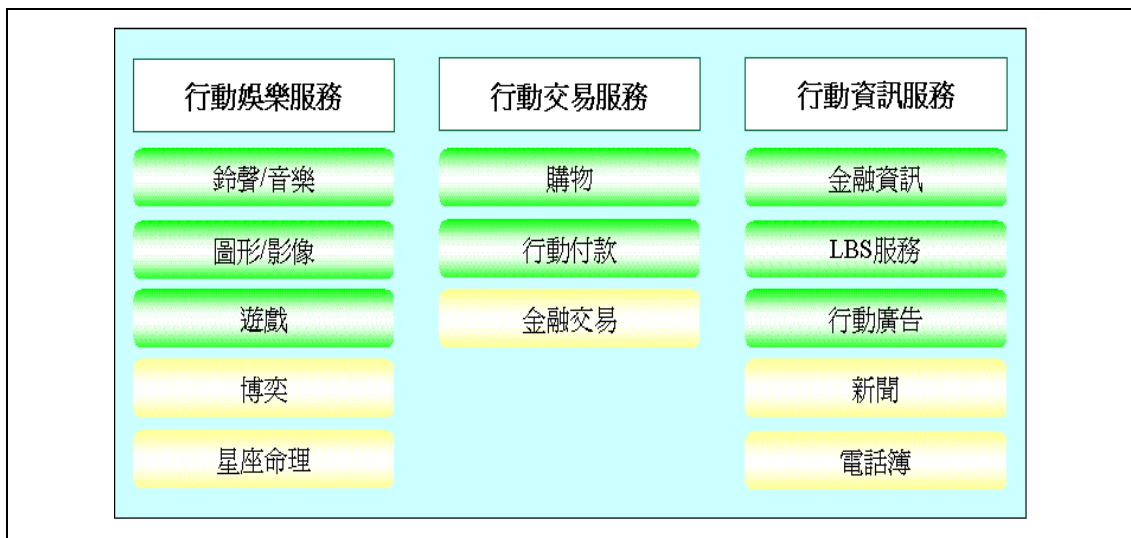 行動娛樂服務
鈴聲/音樂
圖形/影像
遊戲
博奕
星座命理
行動交易服務
購物
行動付款
金融交易
行動資訊服務
金融資訊
LBS服務
行動廣告
新聞
電話簿